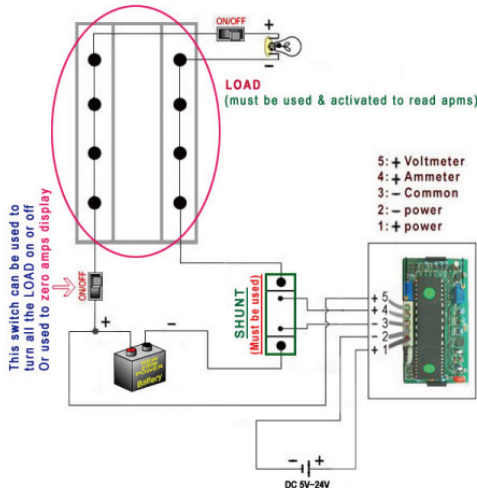 ON/OFF
+
−
LOAD
(must be used & activated to read apms)
5: + Voltmeter
4: + Ammeter
3: − Common
2: − power
1: + power
This switch can be used to
turn all the LOAD on or off
Or used to zero amps display
ON/OFF
SHUNT
(Must be used)
+ 5
+ 4
− 3
− 2
+ 1
+
−
POWER
Battery
− +
DC 5V~24V